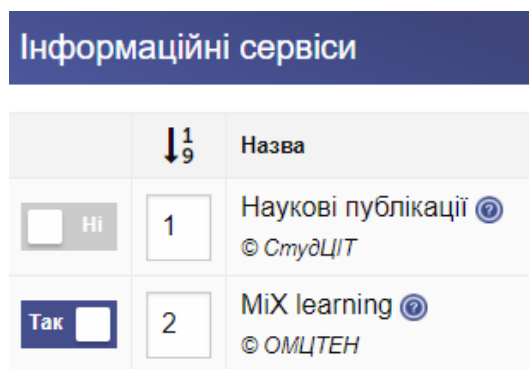 Інформаційні сервіси
1
9 Назва
Ні 1 Наукові публікації ?
© СтудЦІТ
Так 2 MiX learning ?
© ОМЦТЕН